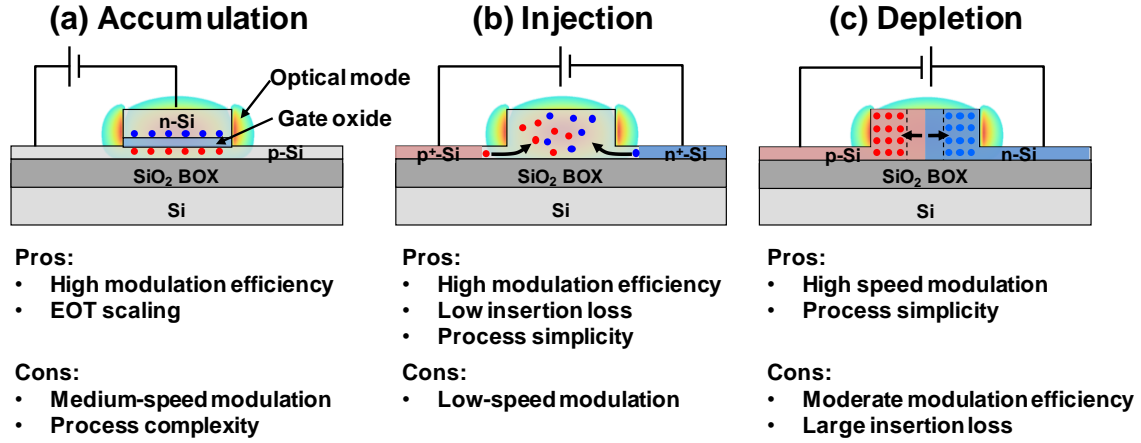 (a) Accumulation
Optical mode
n-Si
Gate oxide
p-Si
SiO₂ BOX
Si
Pros:
• High modulation efficiency
• EOT scaling
Cons:
• Medium-speed modulation
• Process complexity
(b) Injection
p⁺-Si
n⁺-Si
SiO₂ BOX
Si
Pros:
• High modulation efficiency
• Low insertion loss
• Process simplicity
Cons:
• Low-speed modulation
(c) Depletion
p-Si
n-Si
SiO₂ BOX
Si
Pros:
• High speed modulation
• Process simplicity
Cons:
• Moderate modulation efficiency
• Large insertion loss